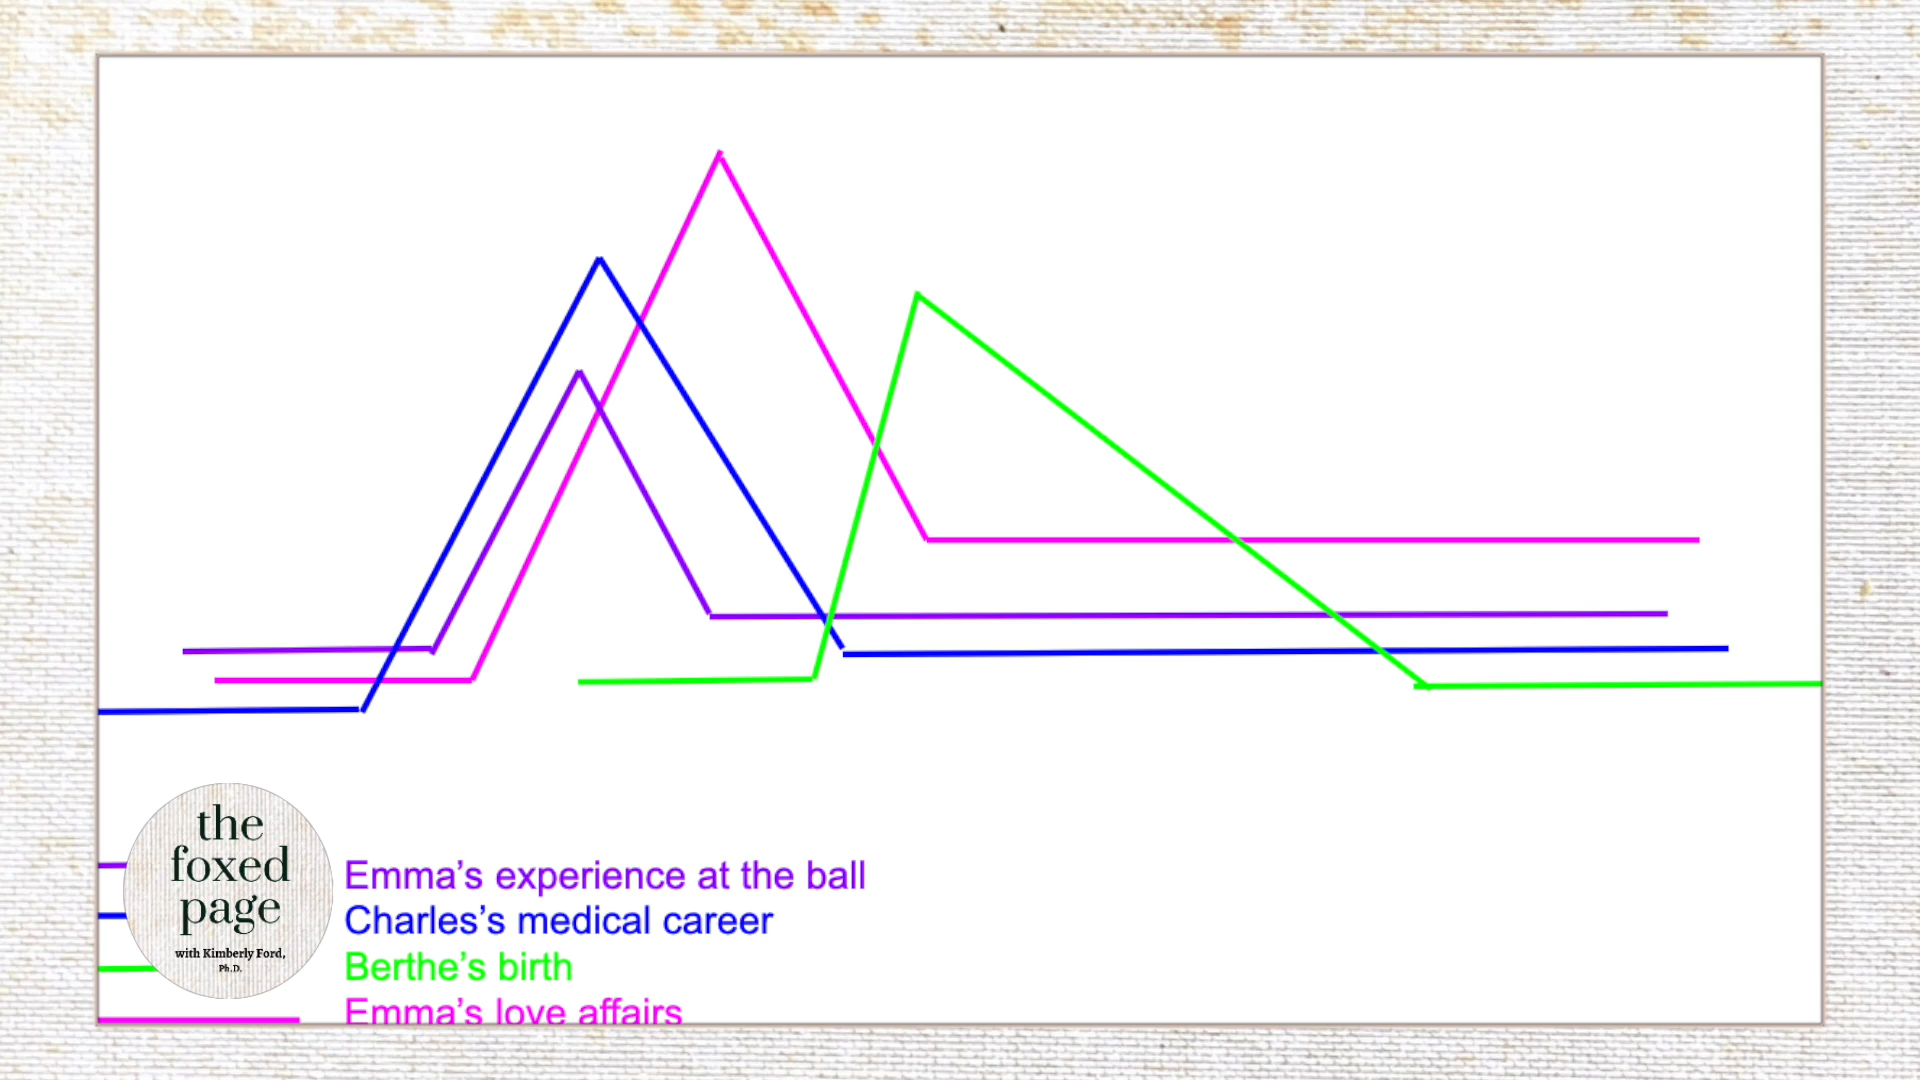 the
foxed
page
with Kimberly Ford,
Ph.D.
Emma’s experience at the ball
Charles’s medical career
Berthe’s birth
Emma’s love affairs